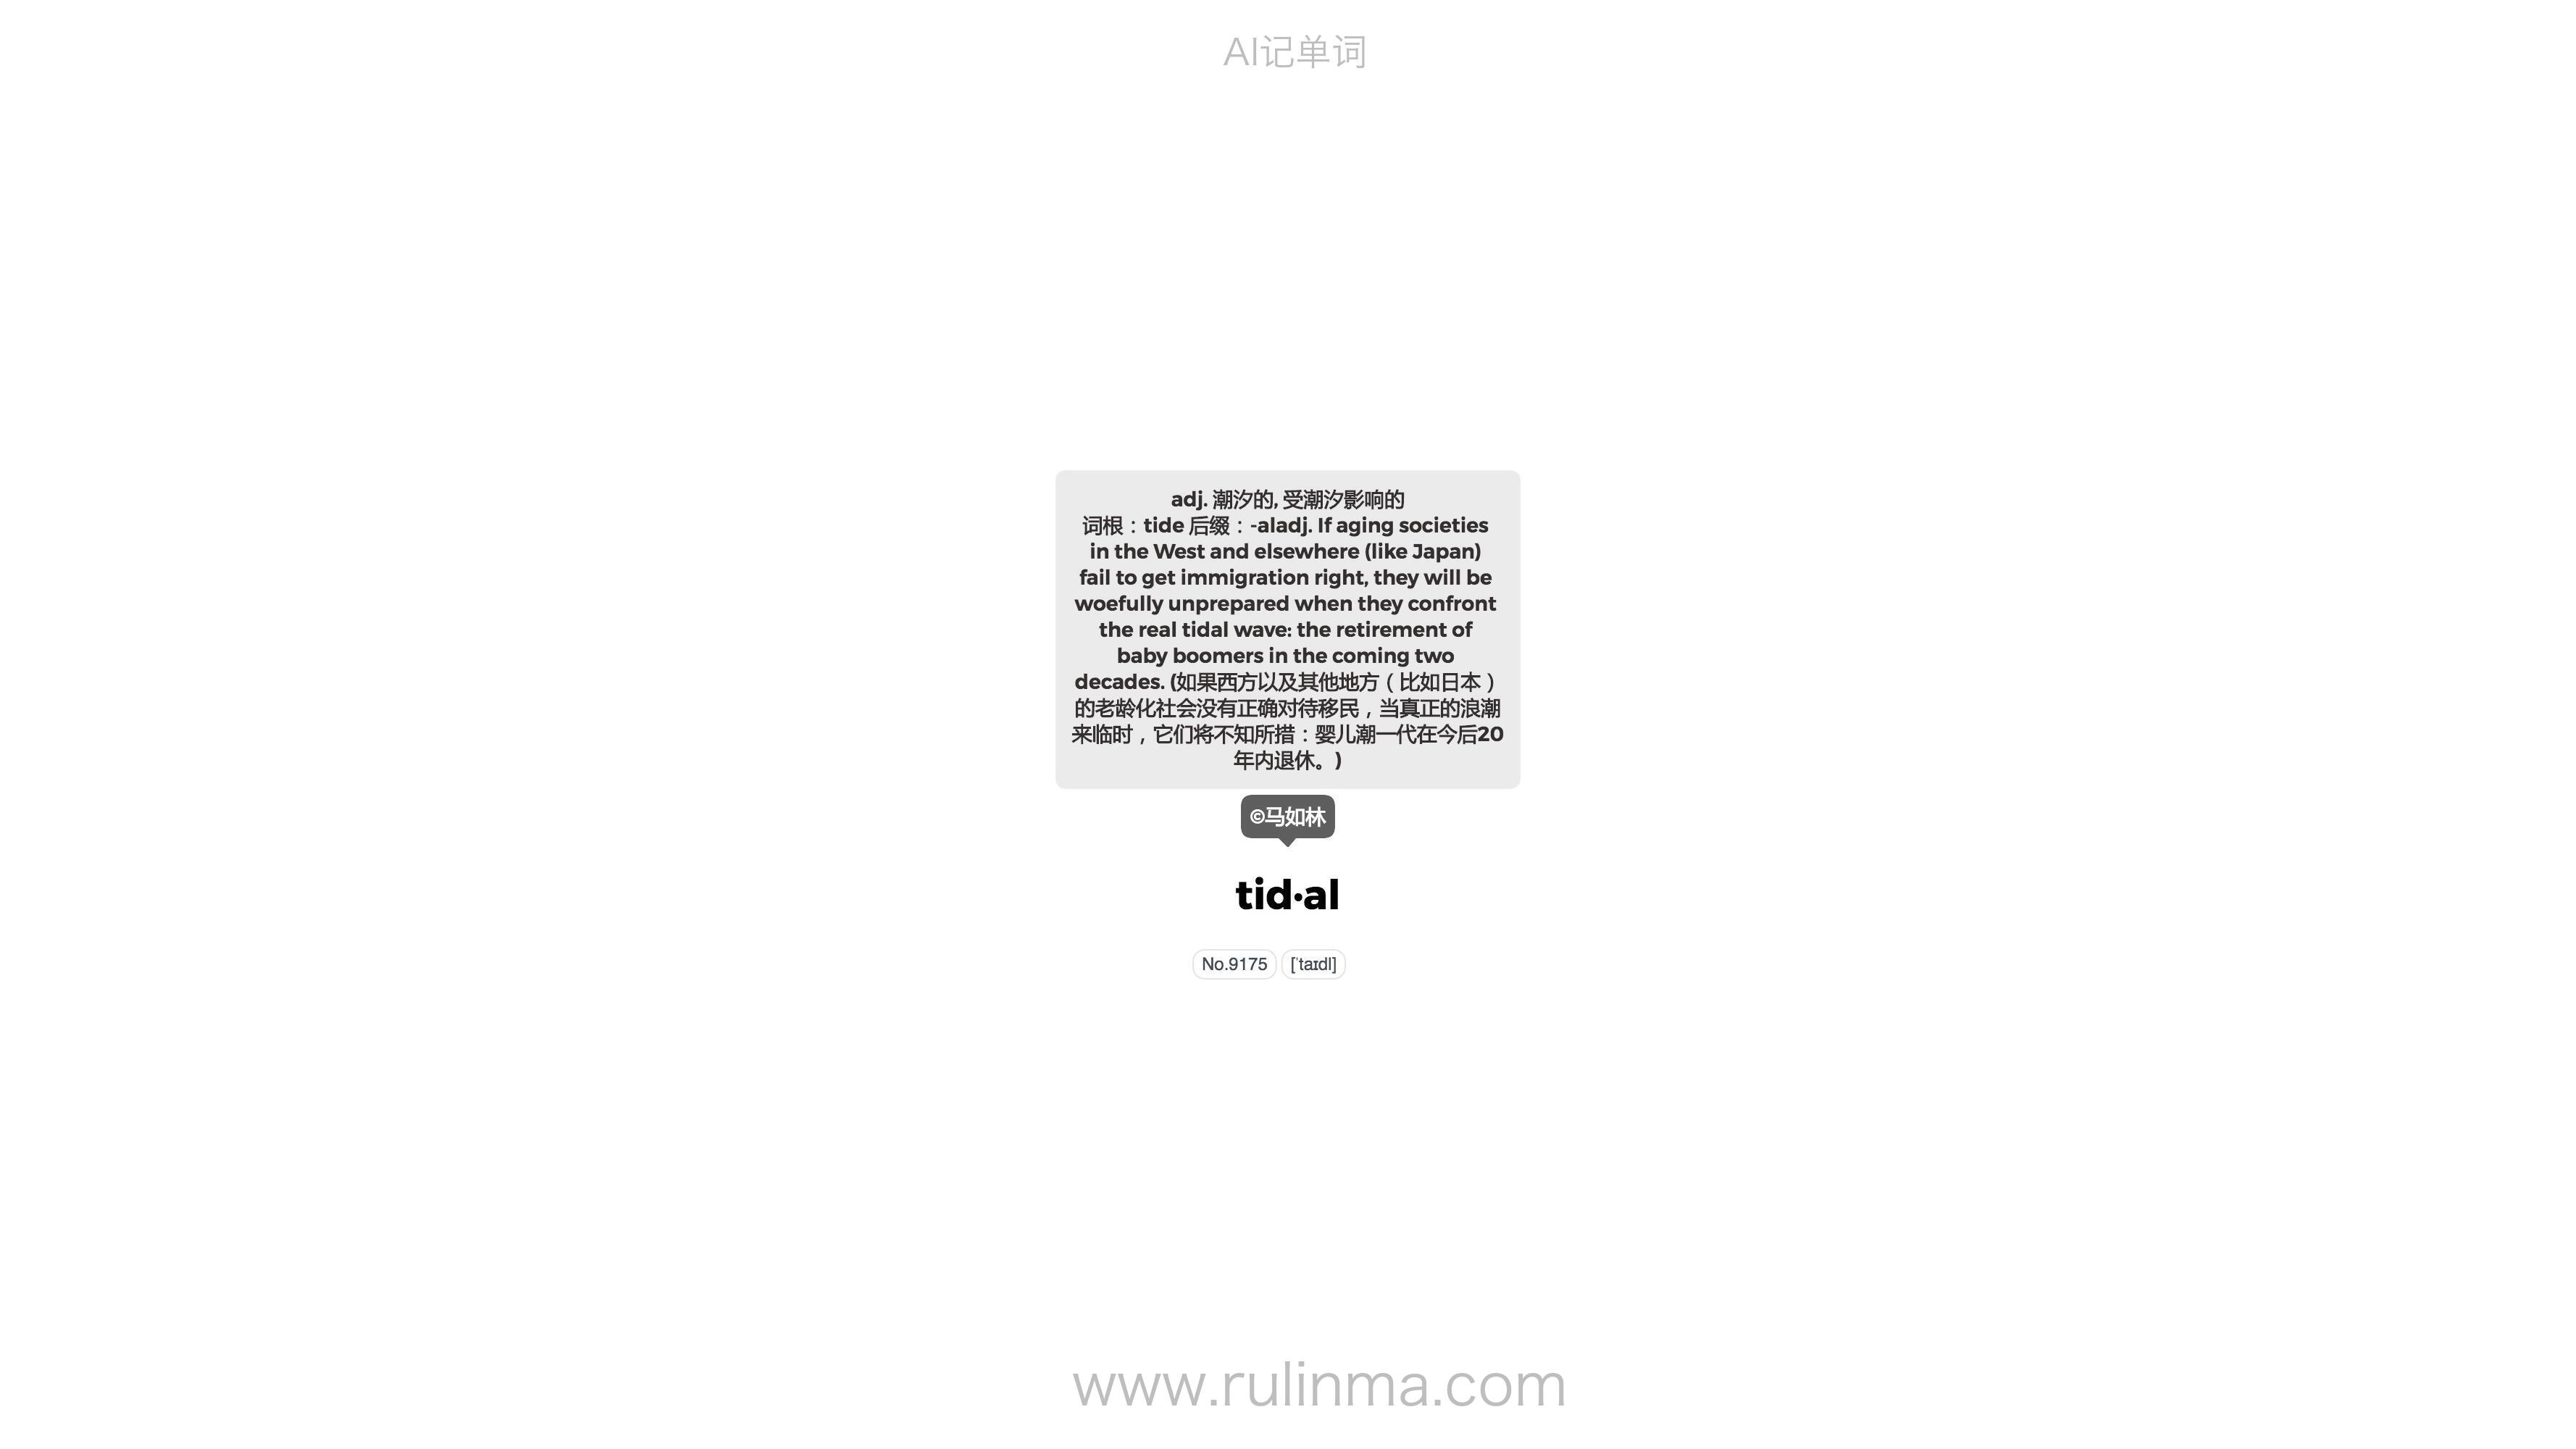 AI记单词
adj. 潮汐的, 受潮汐影响的
词根：tide 后缀：-aladj. If aging societies
in the West and elsewhere (like Japan)
fail to get immigration right, they will be
woefully unprepared when they confront
the real tidal wave: the retirement of
baby boomers in the coming two
decades. (如果西方以及其他地方（比如日本）
的老龄化社会没有正确对待移民，当真正的浪潮
来临时，它们将不知所措：婴儿潮一代在今后20
年内退休。)
©马如林
tid·al
No.9175 [ˈtaɪdl]
www.rulinma.com